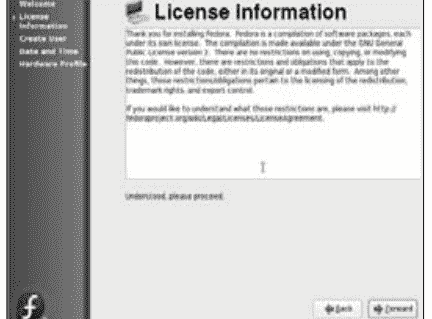 Welcome
License
Information
Create User
Date and Time
Hardware Profile
License Information
Thank you for installing Fedora. Fedora is a compilation of software packages, each
under its own license. The compilation is made available under the GNU General
Public License version 2. There are no restrictions on using, copying, or modifying
this code. However, there are restrictions and obligations that apply to the
redistribution of the code, either in its original or a modified form. Among other
things, those restrictions/obligations pertain to the licensing of the redistribution,
trademark rights, and export control.
If you would like to understand what those restrictions are, please visit http://
fedoraproject.org/wiki/Legal/Licenses/LicenseAgreement.
Understood, please proceed.
Back
Forward